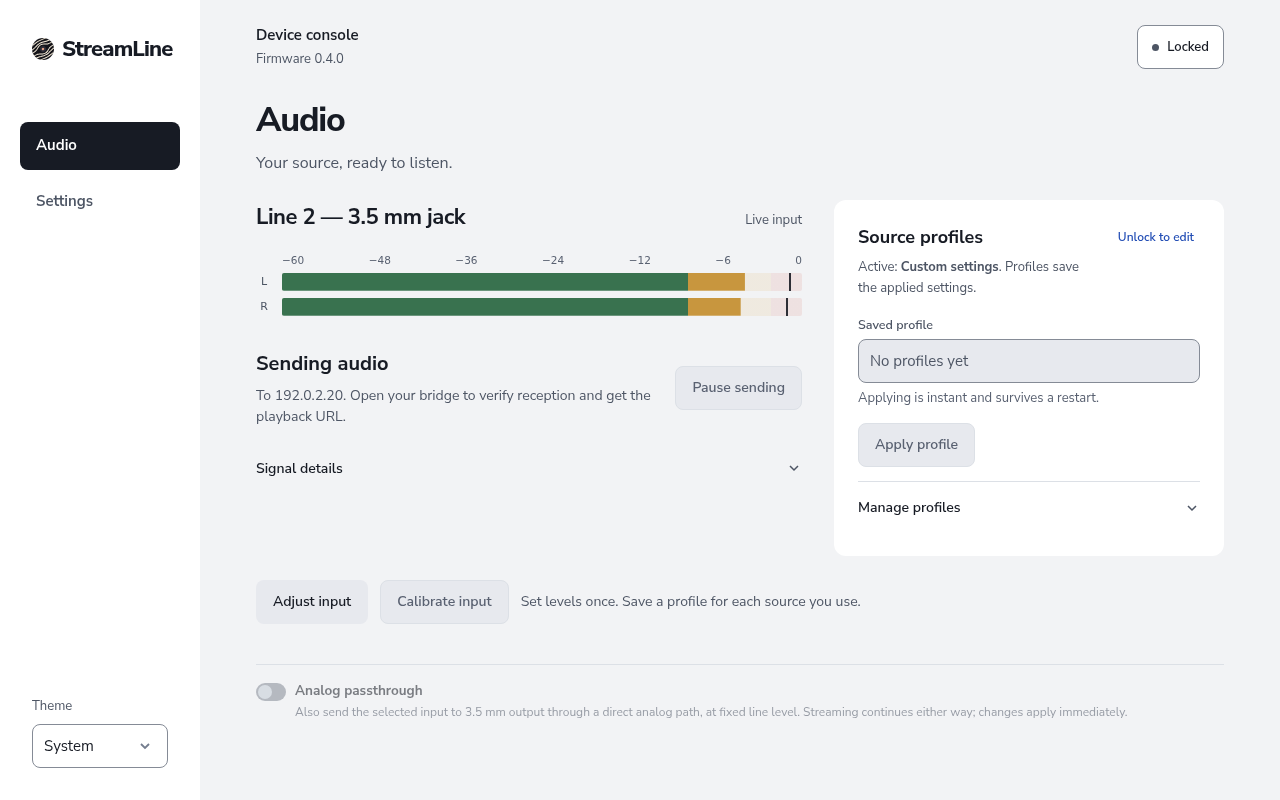 StreamLine
Audio
Settings
Theme
System
Device console
Firmware 0.4.0
Locked
Audio
Your source, ready to listen.
Line 2 — 3.5 mm jack
Live input
−60 −48 −36 −24 −12 −6 0
L
R
Sending audio
To 192.0.2.20. Open your bridge to verify reception and get the
playback URL.
Pause sending
Signal details
Source profiles
Unlock to edit
Active: Custom settings. Profiles save
the applied settings.
Saved profile
No profiles yet
Applying is instant and survives a restart.
Apply profile
Manage profiles
Adjust input
Calibrate input
Set levels once. Save a profile for each source you use.
Analog passthrough
Also send the selected input to 3.5 mm output through a direct analog path, at fixed line level. Streaming continues either way; changes apply immediately.